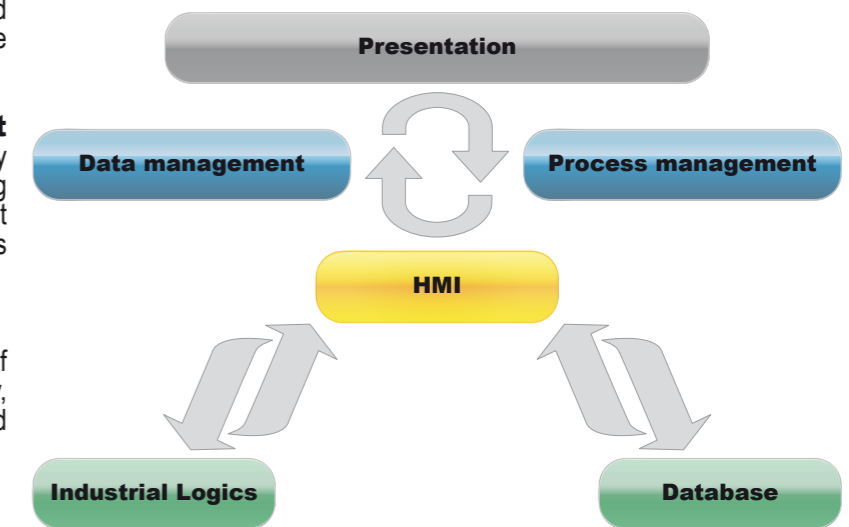 Presentation
Data management
Process management
HMI
Industrial Logics
Database